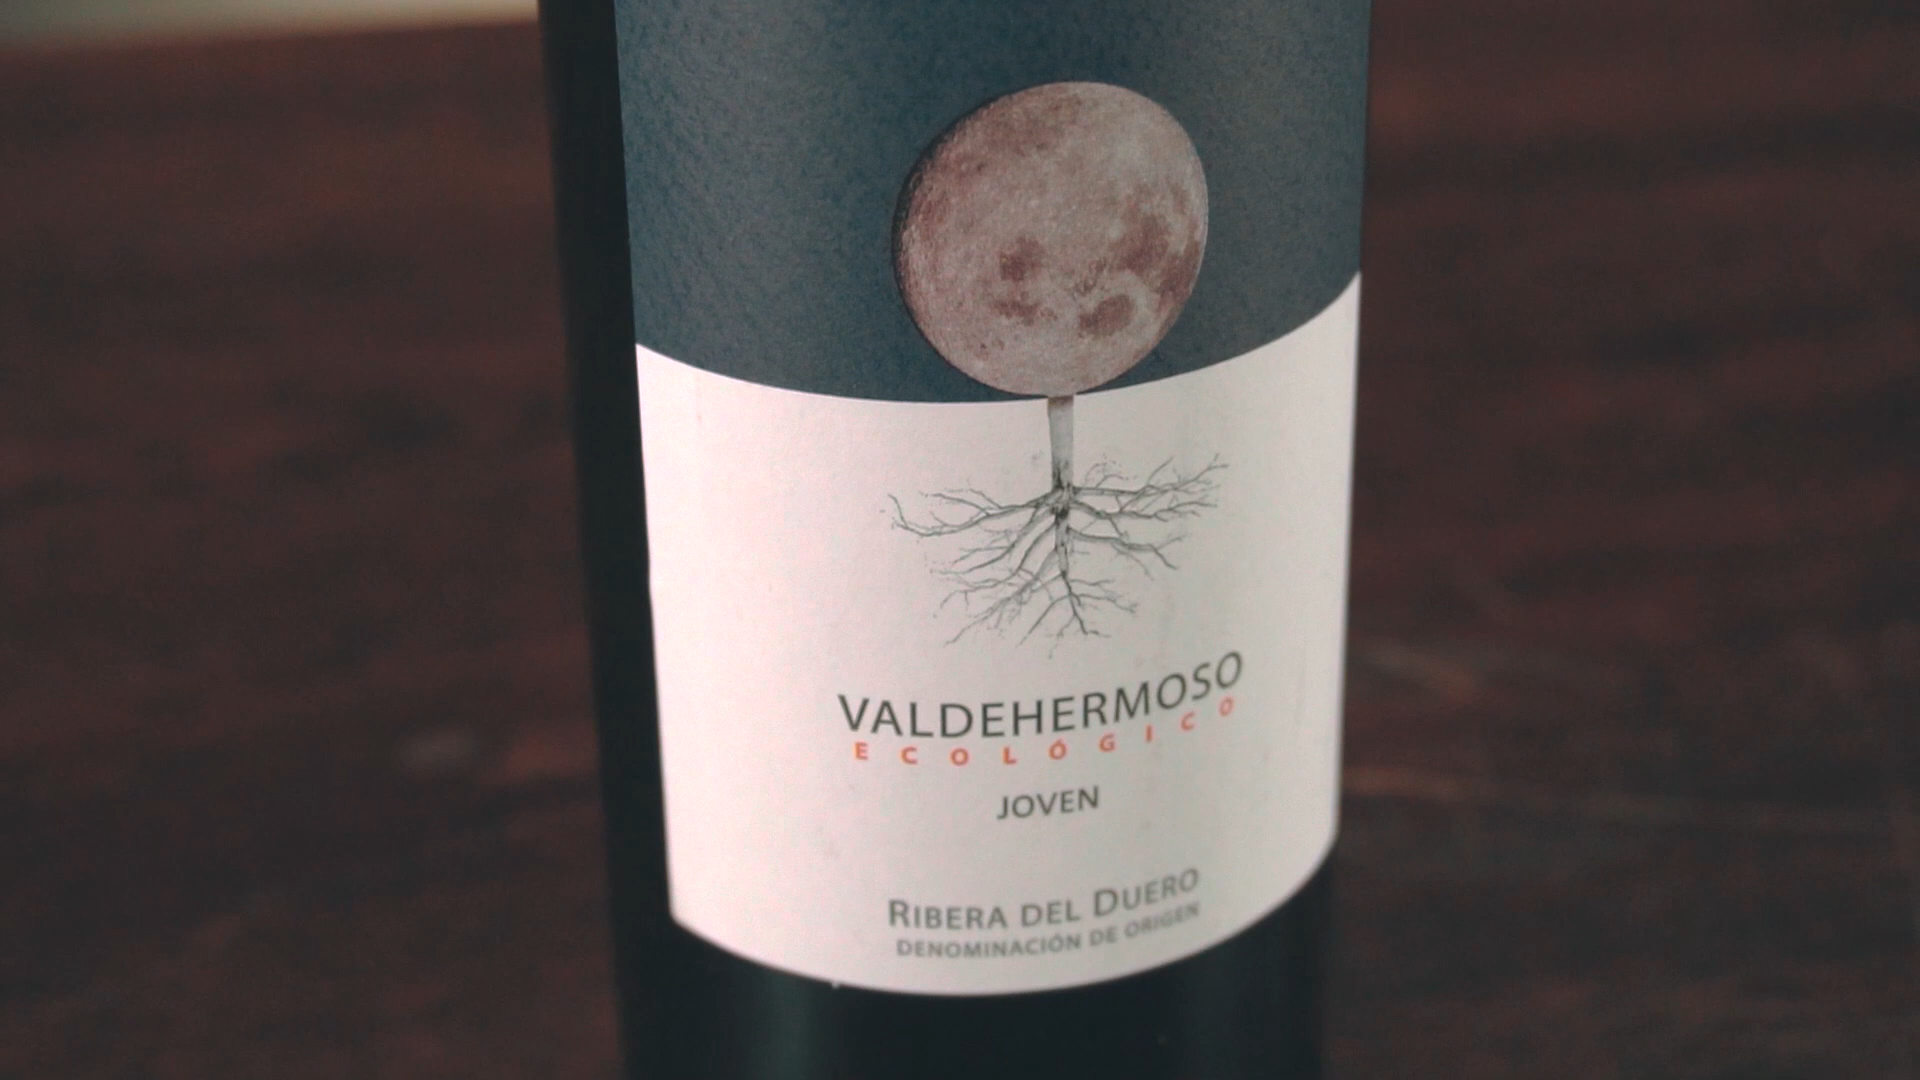 VALDEHERMOSO
ECOLÓGICO
JOVEN
RIBERA DEL DUERO
DENOMINACIÓN DE ORIGEN